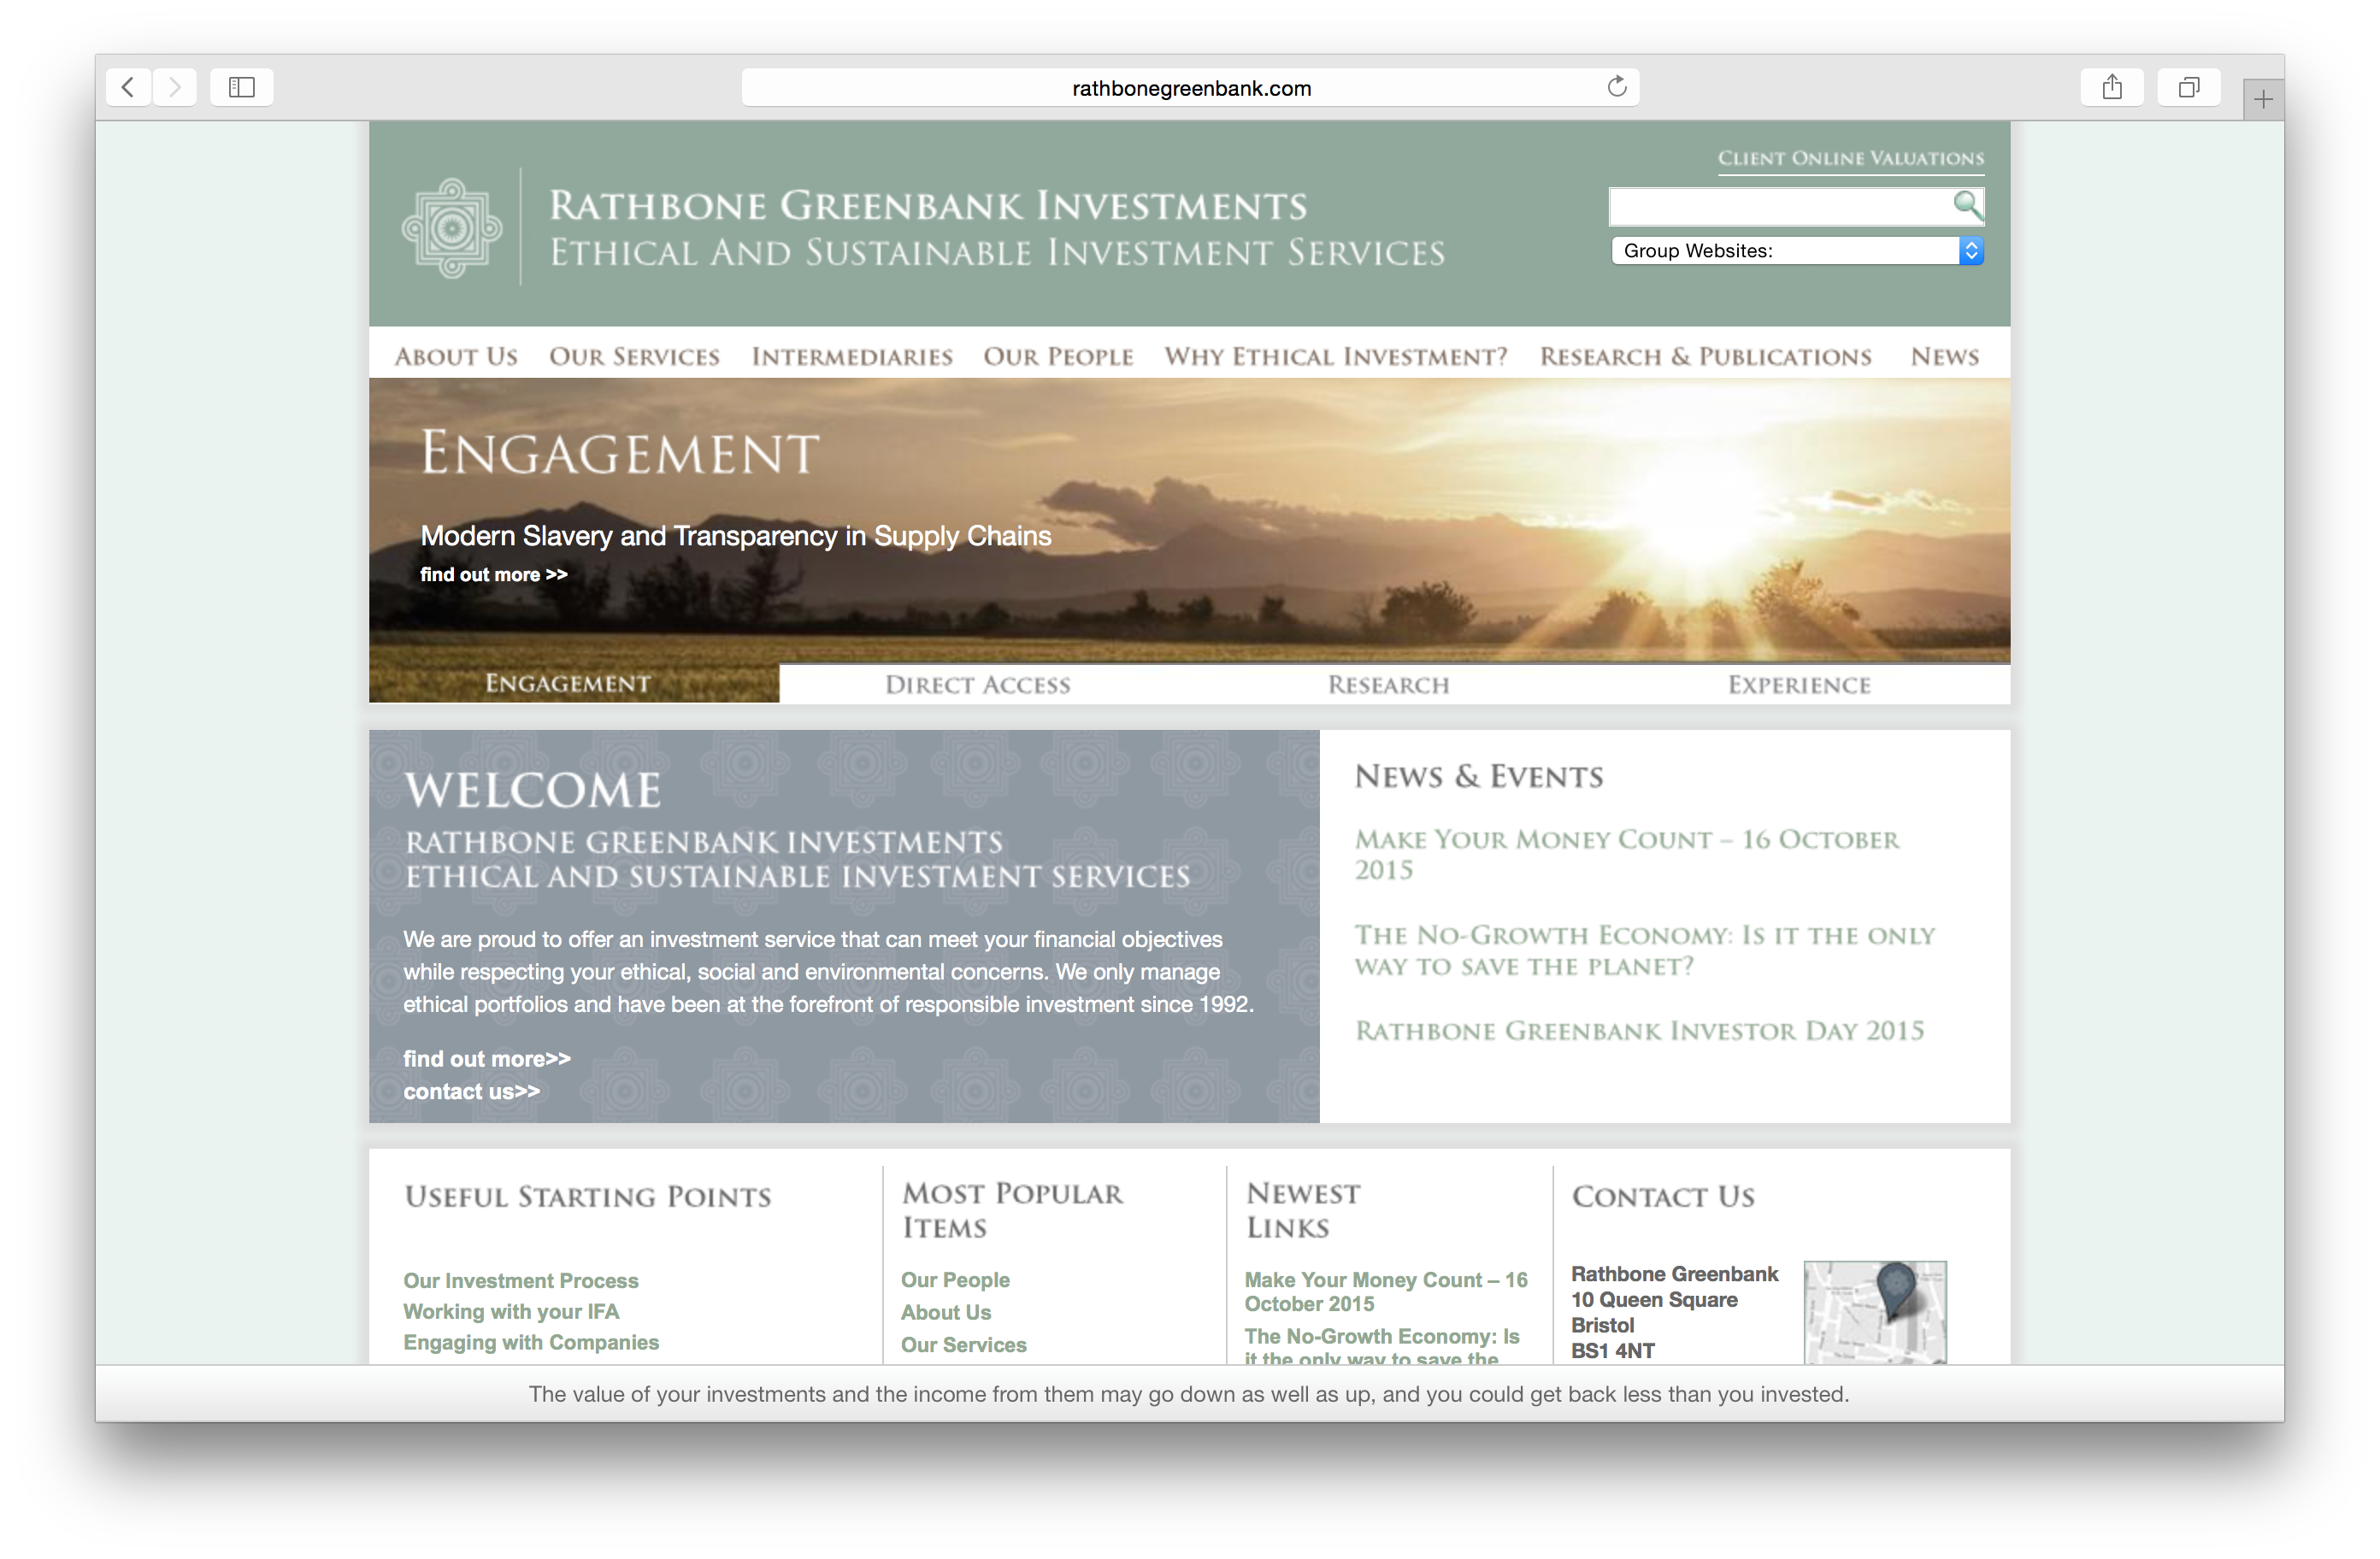 rathbonegreenbank.com
CLIENT ONLINE VALUATIONS
RATHBONE GREENBANK INVESTMENTS
ETHICAL AND SUSTAINABLE INVESTMENT SERVICES
Group Websites:
ABOUT US OUR SERVICES INTERMEDIARIES OUR PEOPLE WHY ETHICAL INVESTMENT? RESEARCH & PUBLICATIONS NEWS
ENGAGEMENT
Modern Slavery and Transparency in Supply Chains
find out more >>
ENGAGEMENT DIRECT ACCESS RESEARCH EXPERIENCE
WELCOME
RATHBONE GREENBANK INVESTMENTS
ETHICAL AND SUSTAINABLE INVESTMENT SERVICES
We are proud to offer an investment service that can meet your financial objectives
while respecting your ethical, social and environmental concerns. We only manage
ethical portfolios and have been at the forefront of responsible investment since 1992.
find out more>>
contact us>>
NEWS & EVENTS
MAKE YOUR MONEY COUNT – 16 OCTOBER
2015
THE NO-GROWTH ECONOMY: IS IT THE ONLY
WAY TO SAVE THE PLANET?
RATHBONE GREENBANK INVESTOR DAY 2015
USEFUL STARTING POINTS
Our Investment Process
Working with your IFA
Engaging with Companies
MOST POPULAR
ITEMS
Our People
About Us
Our Services
NEWEST
LINKS
Make Your Money Count – 16
October 2015
The No-Growth Economy: Is
it the only way to save the
CONTACT US
Rathbone Greenbank
10 Queen Square
Bristol
BS1 4NT
The value of your investments and the income from them may go down as well as up, and you could get back less than you invested.